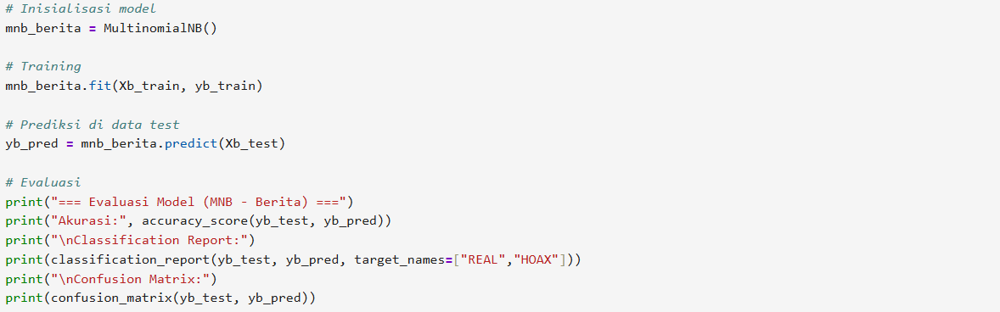 # Inisialisasi model
mnb_berita = MultinomialNB()
# Training
mnb_berita.fit(Xb_train, yb_train)
# Prediksi di data test
yb_pred = mnb_berita.predict(Xb_test)
# Evaluasi
print("=== Evaluasi Model (MNB - Berita) ===")
print("Akurasi:", accuracy_score(yb_test, yb_pred))
print("\nClassification Report:")
print(classification_report(yb_test, yb_pred, target_names=["REAL","HOAX"]))
print("\nConfusion Matrix:")
print(confusion_matrix(yb_test, yb_pred))